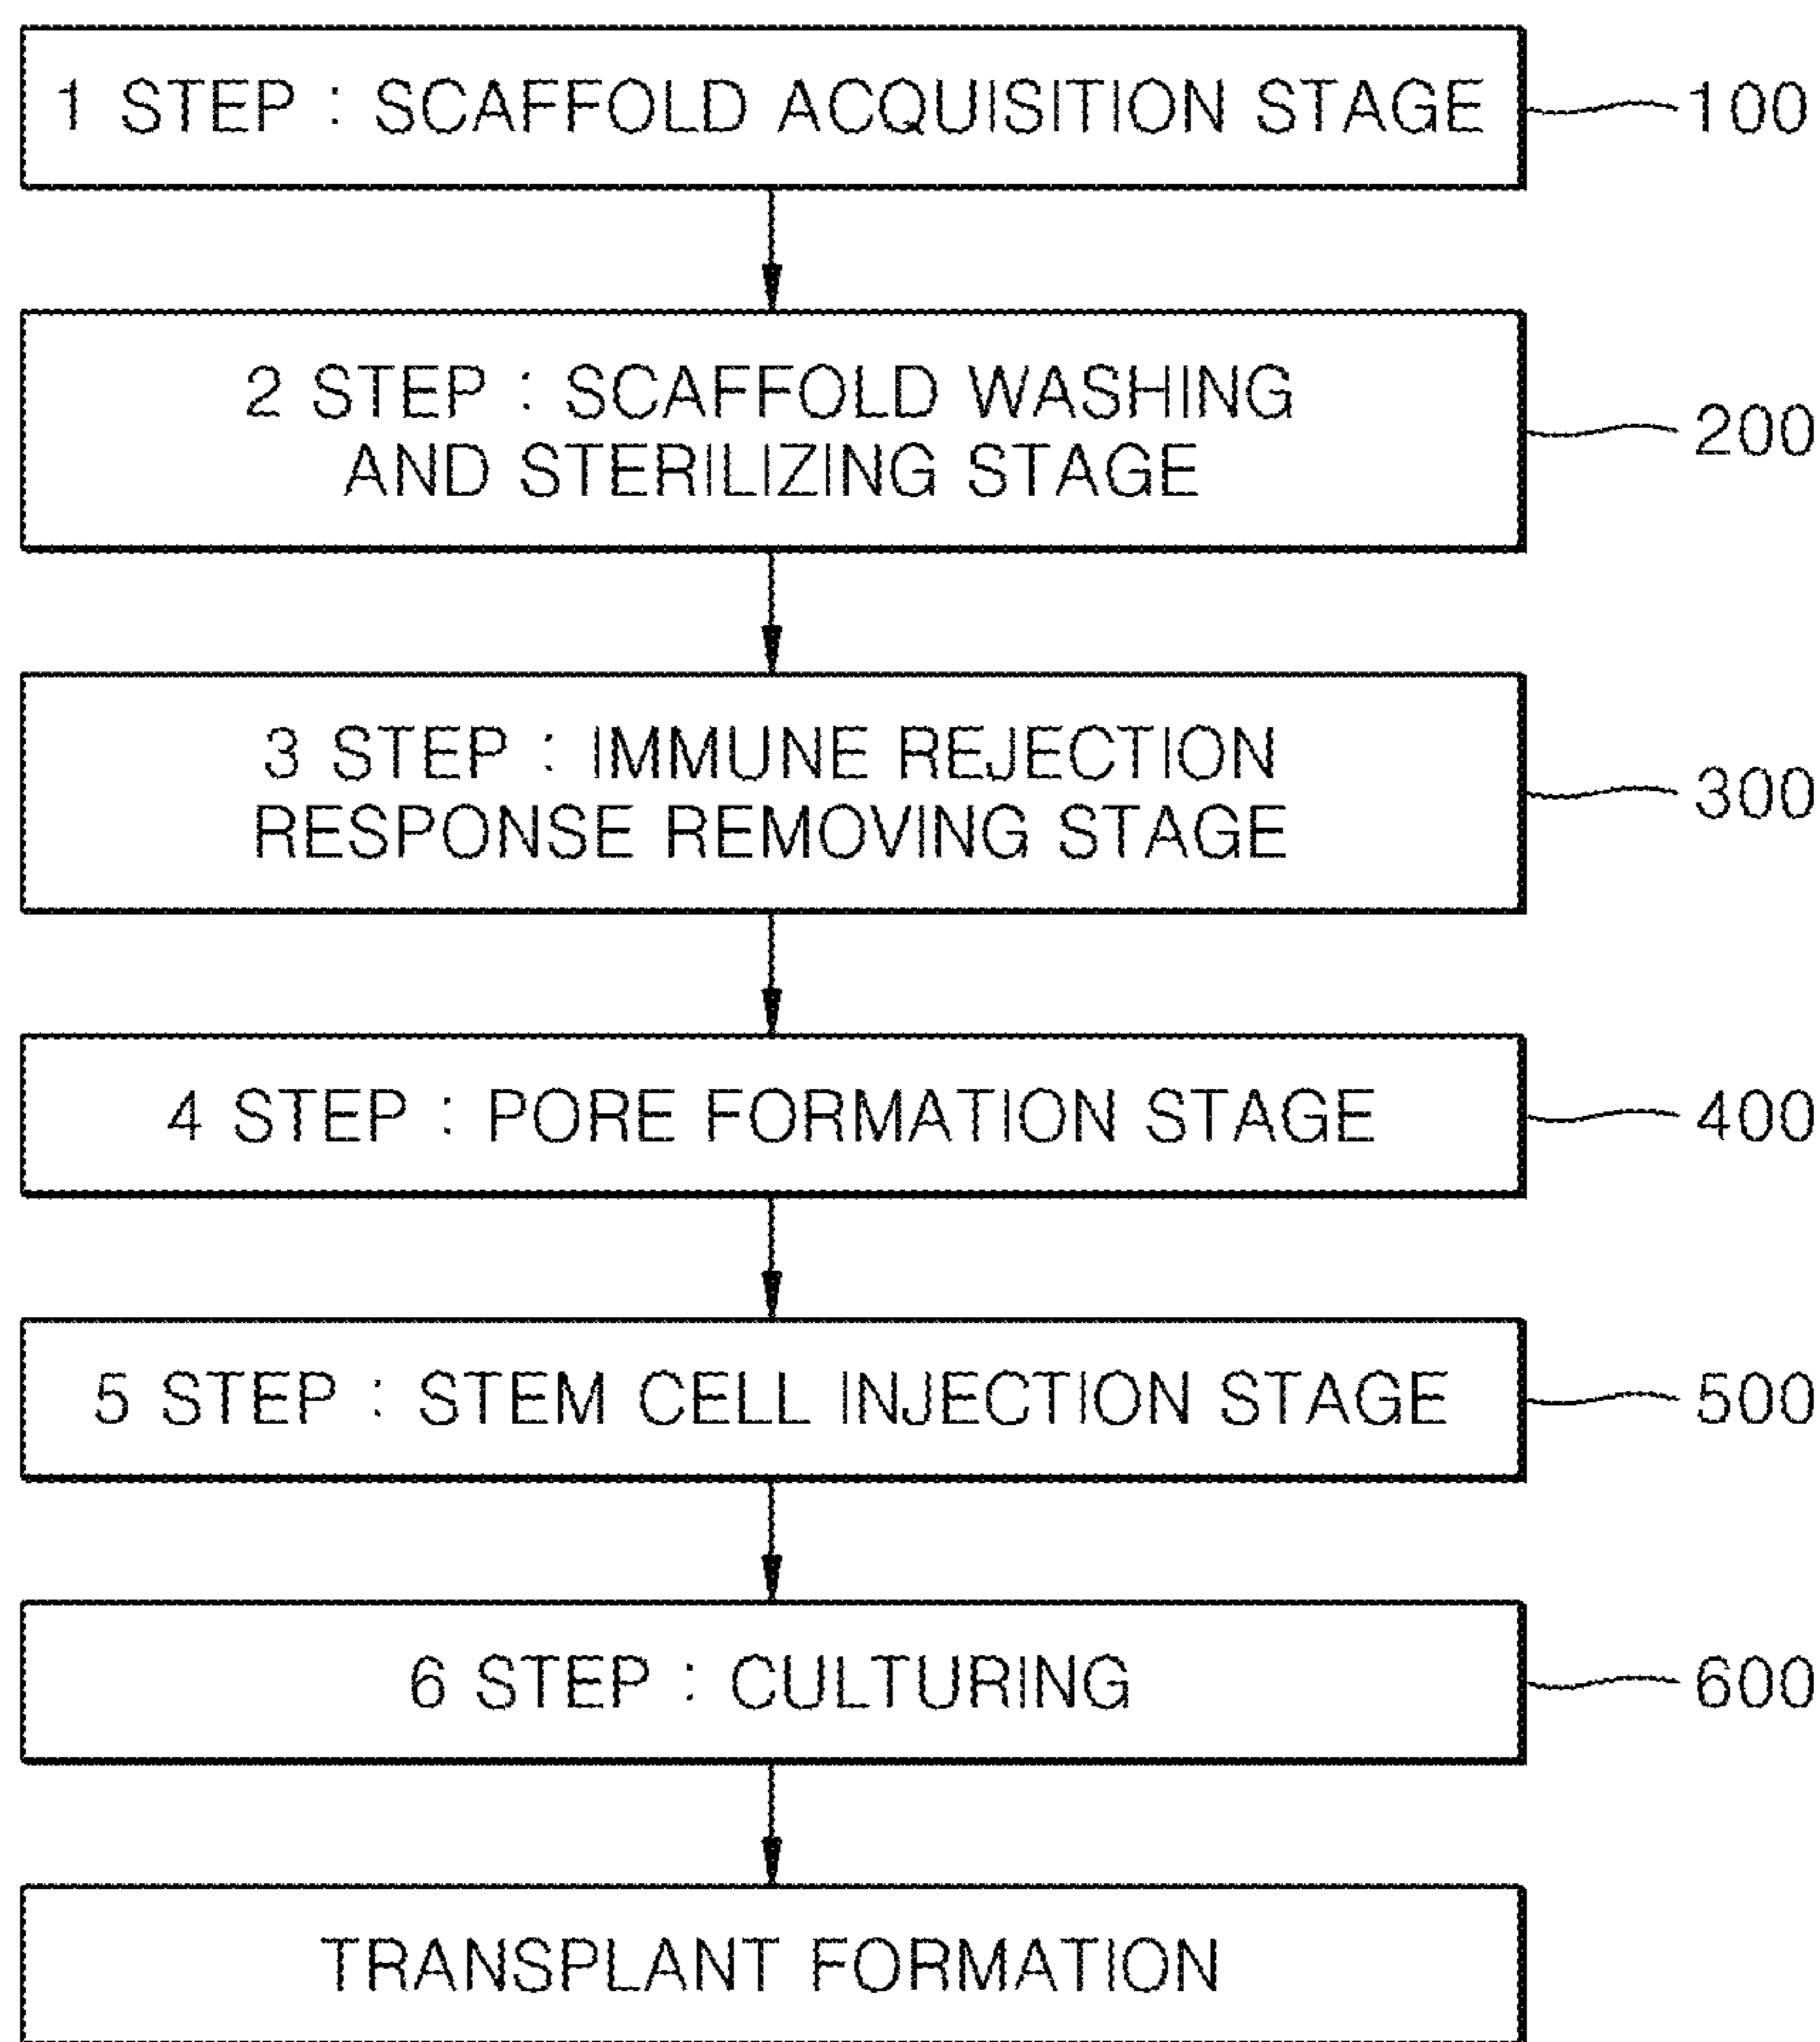 1 STEP : SCAFFOLD ACQUISITION STAGE
100
2 STEP : SCAFFOLD WASHING
AND STERILIZING STAGE
200
3 STEP : IMMUNE REJECTION
RESPONSE REMOVING STAGE
300
4 STEP : PORE FORMATION STAGE
400
5 STEP : STEM CELL INJECTION STAGE
500
6 STEP : CULTURING
600
TRANSPLANT FORMATION